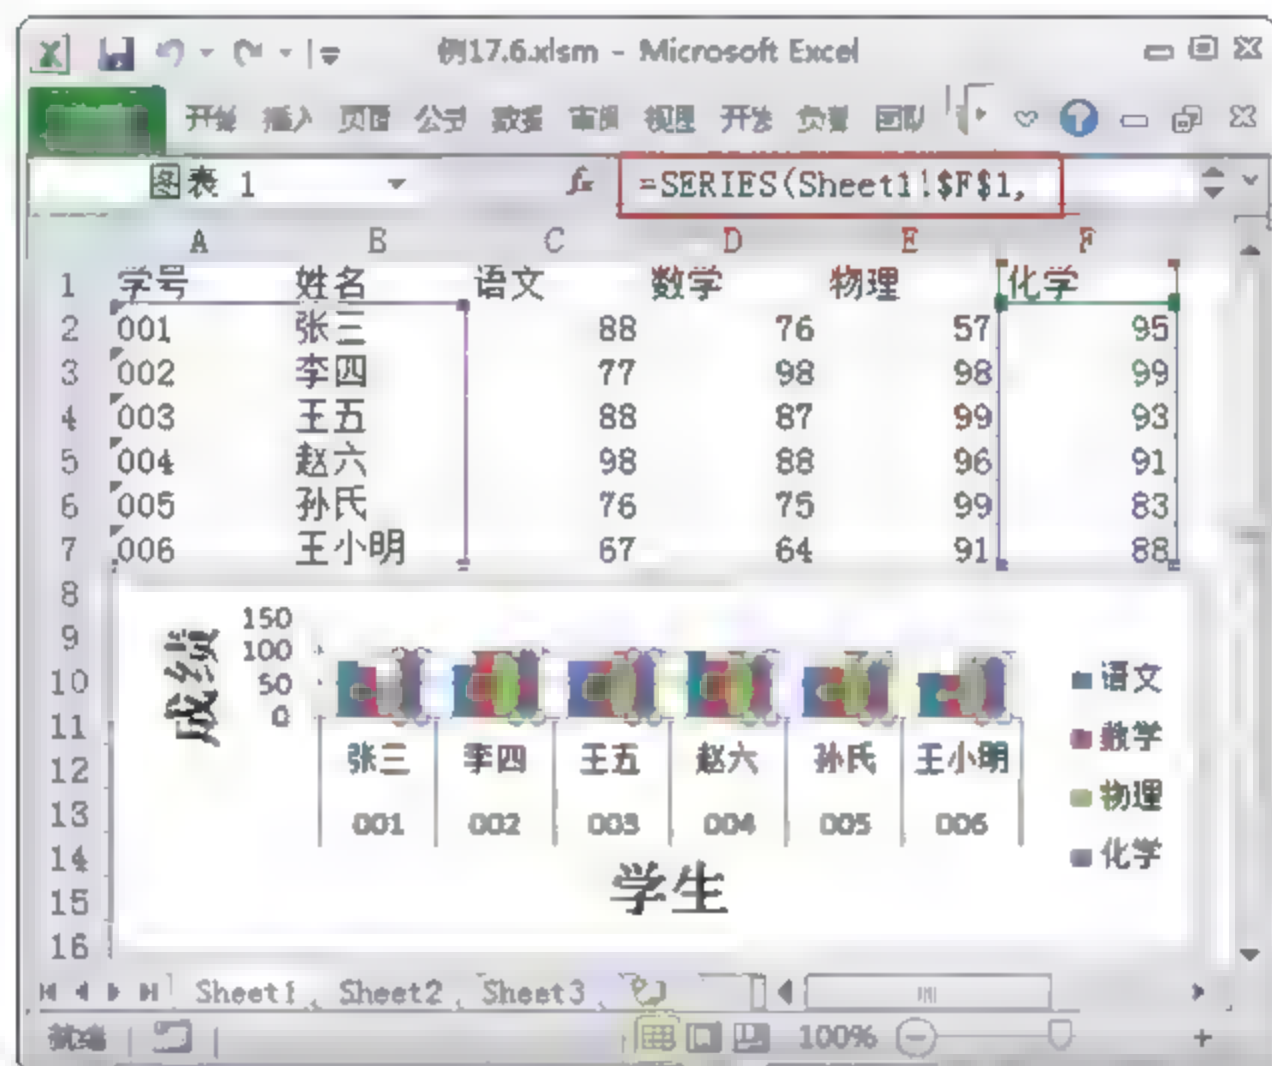 例17.6.xlsm - Microsoft Excel
开始 插入 页面 公式 数据 审阅 视图 开发 负载 团队
图表 1 fx =SERIES(Sheet1!$F$1,
A B C D E F
1 学号 姓名 语文 数学 物理 化学
2 001 张三 88 76 57 95
3 002 李四 77 98 98 99
4 003 王五 88 87 99 93
5 004 赵六 98 88 96 91
6 005 孙氏 76 75 99 83
7 006 王小明 67 64 91 88
8
9
10
11
12
13
14
15
16
成绩
150
100
50
0
张三 李四 王五 赵六 孙氏 王小明
001 002 003 004 005 006
学生
语文
数学
物理
化学
Sheet1 Sheet2 Sheet3
就绪 100%